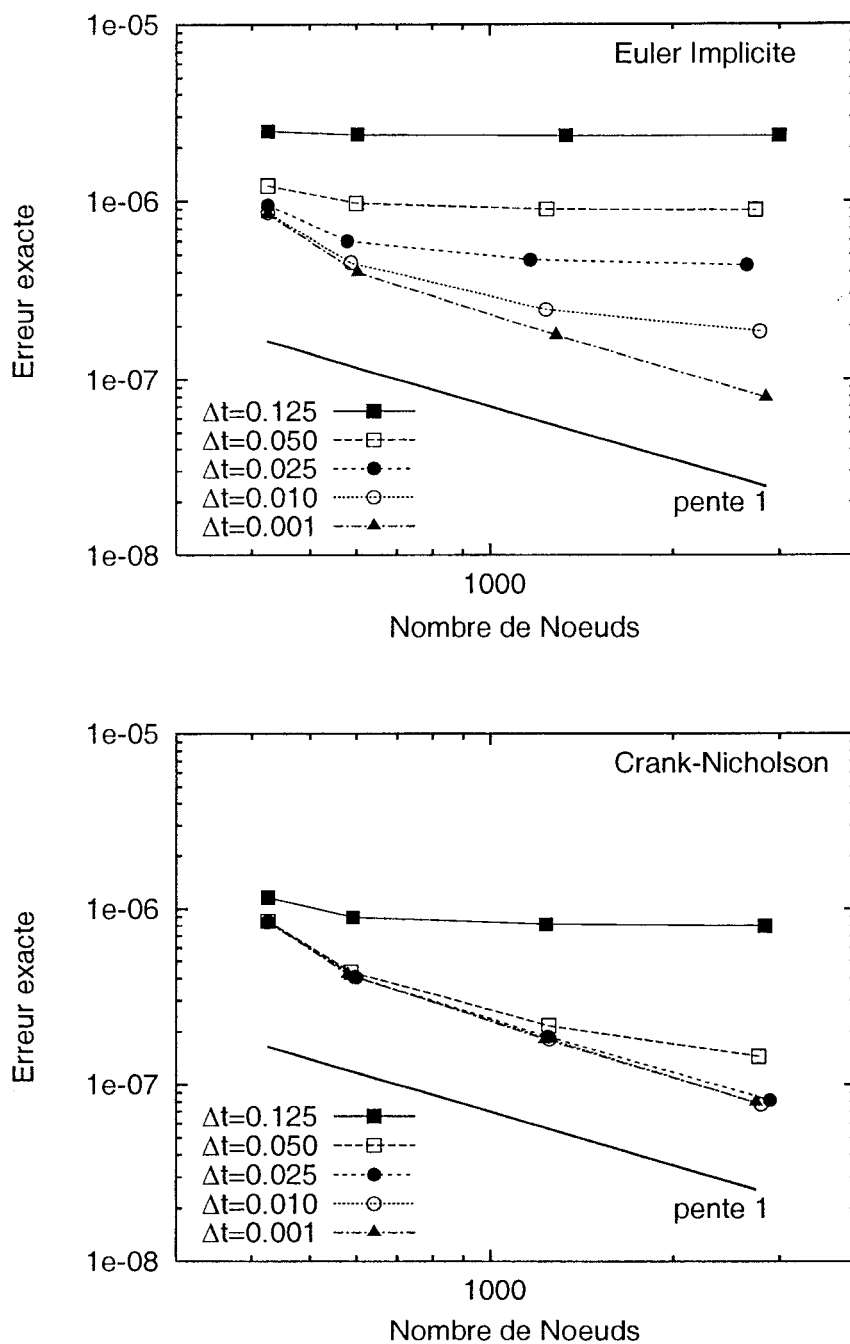 1e-05
Euler Implicite
1e-06
Erreur exacte
1e-07
Δt=0.125
Δt=0.050
Δt=0.025
Δt=0.010
Δt=0.001
pente 1
1e-08
1000
Nombre de Noeuds
1e-05
Crank-Nicholson
1e-06
Erreur exacte
1e-07
Δt=0.125
Δt=0.050
Δt=0.025
Δt=0.010
Δt=0.001
pente 1
1e-08
1000
Nombre de Noeuds